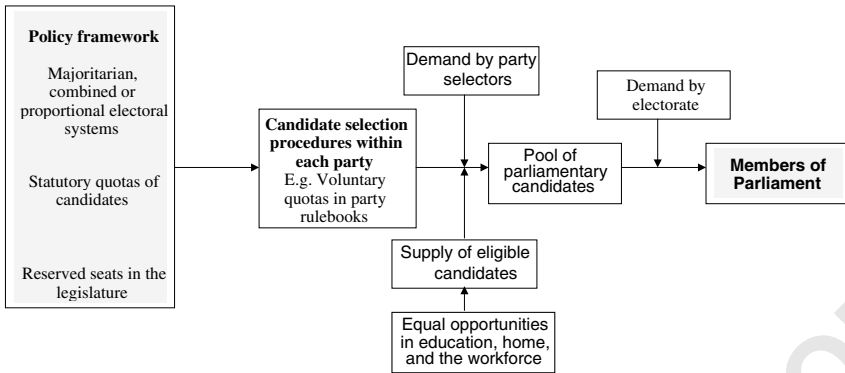 Policy framework
Majoritarian,
combined or
proportional electoral
systems
Statutory quotas of
candidates
Reserved seats in the
legislature
Candidate selection
procedures within
each party
E.g. Voluntary
quotas in party
rulebooks
Demand by party
selectors
Supply of eligible
candidates
Equal opportunities
in education, home,
and the workforce
Pool of
parliamentary
candidates
Demand by
electorate
Members of
Parliament